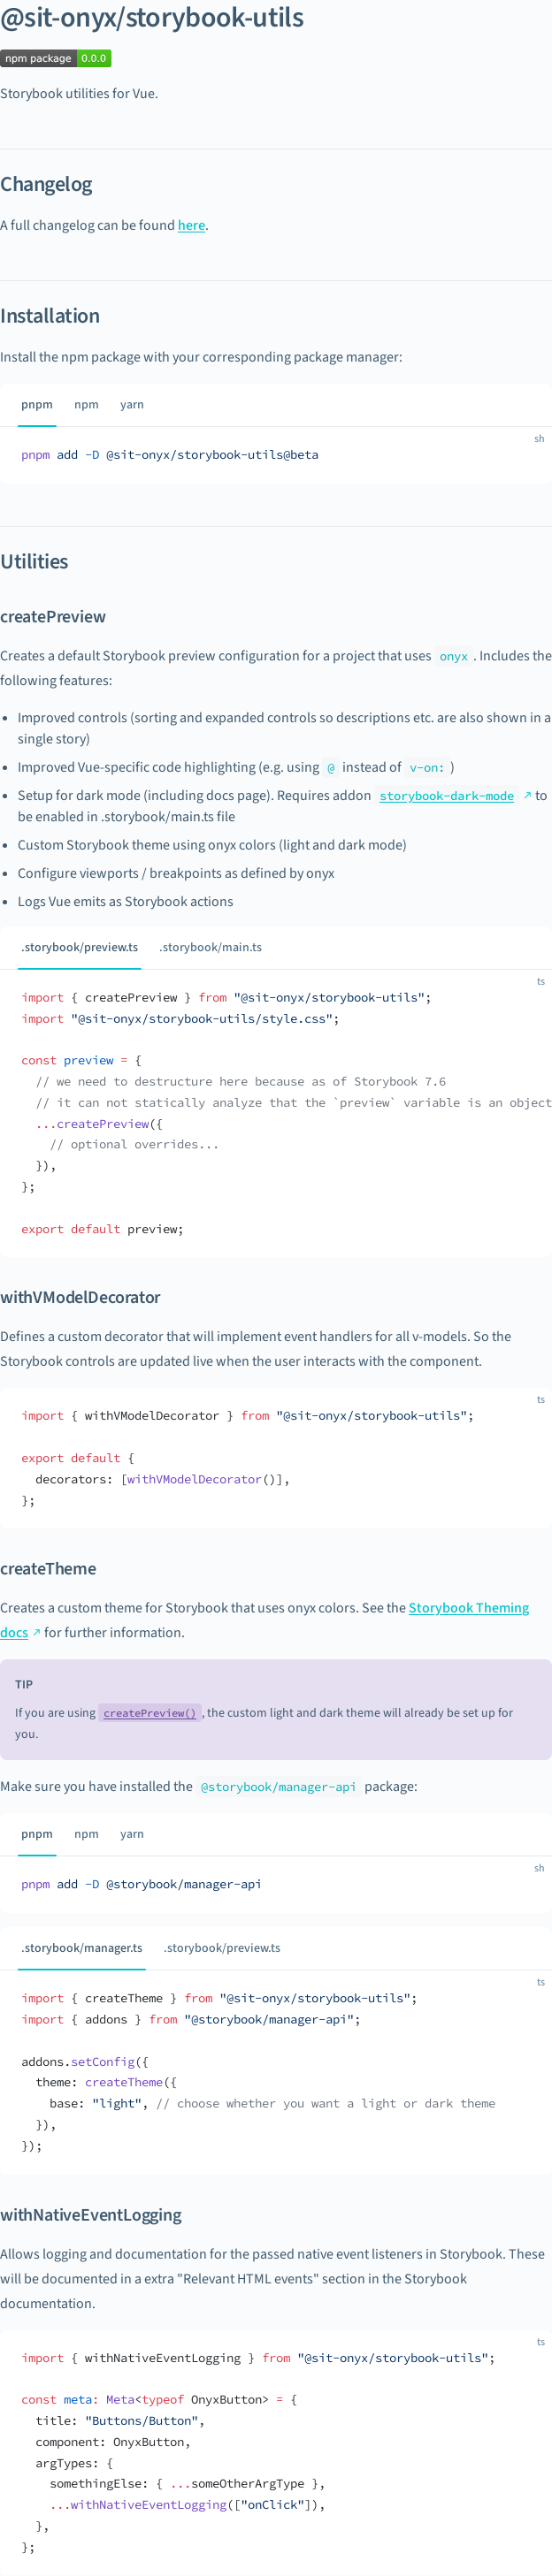 @sit-onyx/storybook-utils
npm package 0.0.0
Storybook utilities for Vue.
Changelog
A full changelog can be found here.
Installation
Install the npm package with your corresponding package manager:
pnpm npm yarn
sh
pnpm add -D @sit-onyx/storybook-utils@beta
Utilities
createPreview
Creates a default Storybook preview configuration for a project that uses onyx . Includes the
following features:
• Improved controls (sorting and expanded controls so descriptions etc. are also shown in a
single story)
• Improved Vue-specific code highlighting (e.g. using @ instead of v-on: )
• Setup for dark mode (including docs page). Requires addon storybook-dark-mode ↗ to
be enabled in .storybook/main.ts file
• Custom Storybook theme using onyx colors (light and dark mode)
• Configure viewports / breakpoints as defined by onyx
• Logs Vue emits as Storybook actions
.storybook/preview.ts .storybook/main.ts
ts
import { createPreview } from "@sit-onyx/storybook-utils";
import "@sit-onyx/storybook-utils/style.css";
const preview = {
// we need to destructure here because as of Storybook 7.6
// it can not statically analyze that the `preview` variable is an object
...createPreview({
// optional overrides...
}),
};
export default preview;
withVModelDecorator
Defines a custom decorator that will implement event handlers for all v-models. So the
Storybook controls are updated live when the user interacts with the component.
ts
import { withVModelDecorator } from "@sit-onyx/storybook-utils";
export default {
decorators: [withVModelDecorator()],
};
createTheme
Creates a custom theme for Storybook that uses onyx colors. See the Storybook Theming
docs ↗ for further information.
TIP
If you are using createPreview() , the custom light and dark theme will already be set up for
you.
Make sure you have installed the @storybook/manager-api package:
pnpm npm yarn
sh
pnpm add -D @storybook/manager-api
.storybook/manager.ts .storybook/preview.ts
ts
import { createTheme } from "@sit-onyx/storybook-utils";
import { addons } from "@storybook/manager-api";
addons.setConfig({
theme: createTheme({
base: "light", // choose whether you want a light or dark theme
}),
});
withNativeEventLogging
Allows logging and documentation for the passed native event listeners in Storybook. These
will be documented in a extra "Relevant HTML events" section in the Storybook
documentation.
ts
import { withNativeEventLogging } from "@sit-onyx/storybook-utils";
const meta: Meta<typeof OnyxButton> = {
title: "Buttons/Button",
component: OnyxButton,
argTypes: {
somethingElse: { ...someOtherArgType },
...withNativeEventLogging(["onClick"]),
},
};